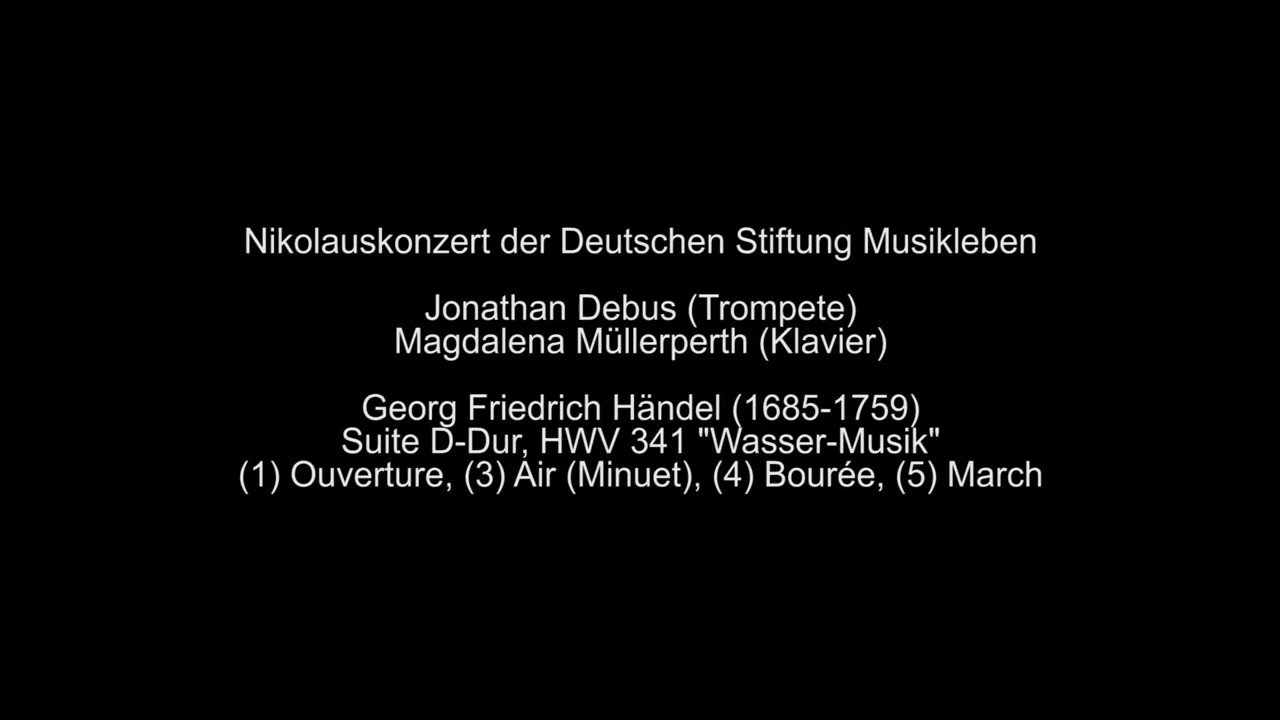 Nikolauskonzert der Deutschen Stiftung Musikleben
Jonathan Debus (Trompete)
Magdalena Müllerperth (Klavier)
Georg Friedrich Händel (1685-1759)
Suite D-Dur, HWV 341 "Wasser-Musik"
(1) Ouverture, (3) Air (Minuet), (4) Bourée, (5) March